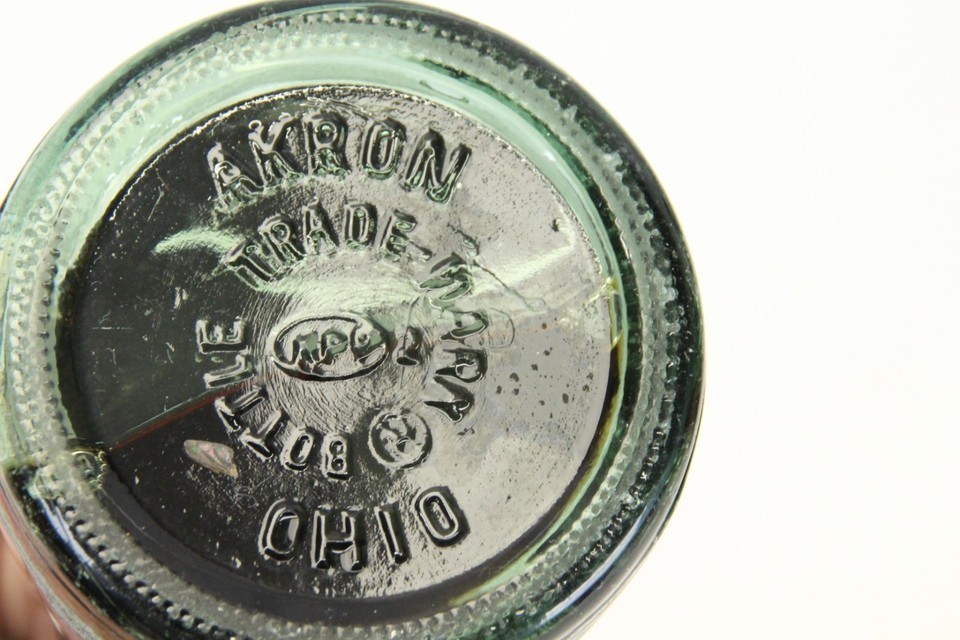 AKRON
TRADE-MARK ®
BOTTLE
OHIO